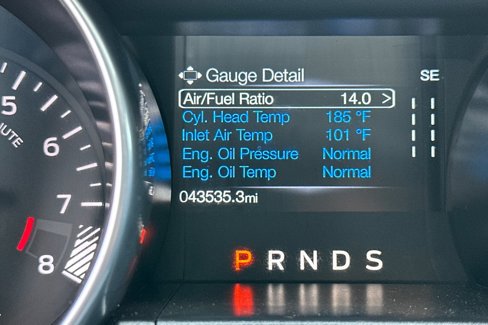 Gauge Detail
SE
Air/Fuel Ratio 14.0 >
Cyl. Head Temp 185 °F
Inlet Air Temp 101 °F
Eng. Oil Pressure Normal
Eng. Oil Temp Normal
043535.3mi
P R N D S
5
6
7
8